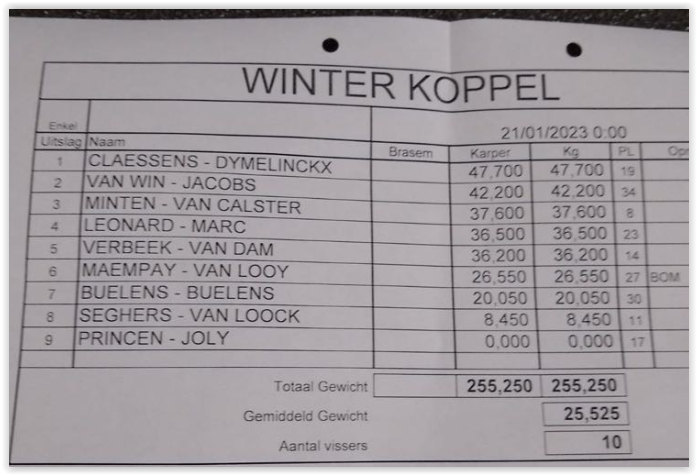 WINTER KOPPEL
21/01/2023 0:00
Enkel
Uitslag Naam Brasem Karper Kg PL
1 CLAESSENS - DYMELINCKX 47,700 47,700 19
2 VAN WIN - JACOBS 42,200 42,200 34
3 MINTEN - VAN CALSTER 37,600 37,600 8
4 LEONARD - MARC 36,500 36,500 23
5 VERBEEK - VAN DAM 36,200 36,200 14
6 MAEMPAY - VAN LOOY 26,550 26,550 27 BOM
7 BUELENS - BUELENS 20,050 20,050 30
8 SEGHERS - VAN LOOCK 8,450 8,450 11
9 PRINCEN - JOLY 0,000 0,000 17
Totaal Gewicht 255,250 255,250
Gemiddeld Gewicht 25,525
Aantal vissers 10